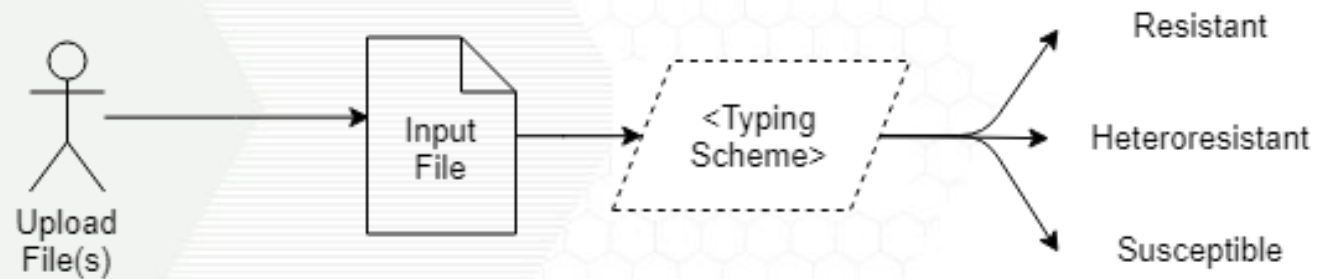 Upload
File(s)
Input
File
<Typing
Scheme>
Resistant
Heteroresistant
Susceptible